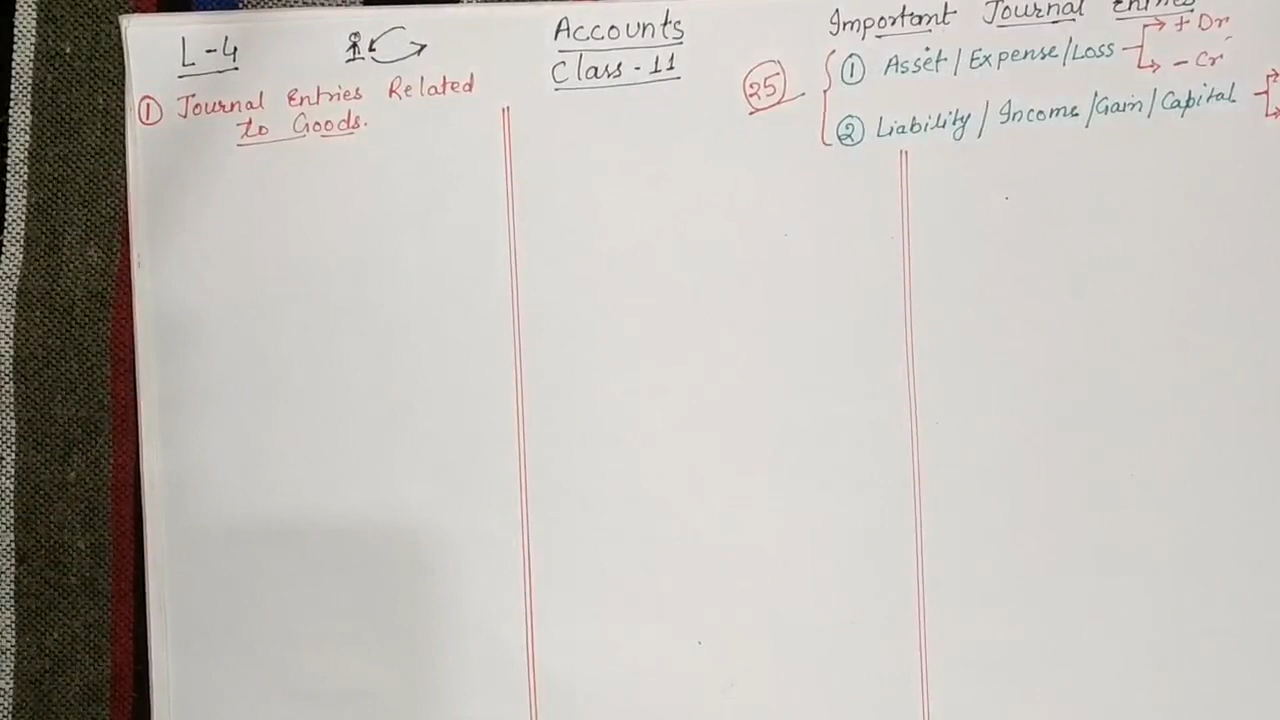 L-4
① Journal Entries Related
to Goods.
Accounts
Class-11
Important Journal Entries
25
① Asset/Expense/Loss → + Dr
→ - Cr
② Liability/Income/Gain/Capital